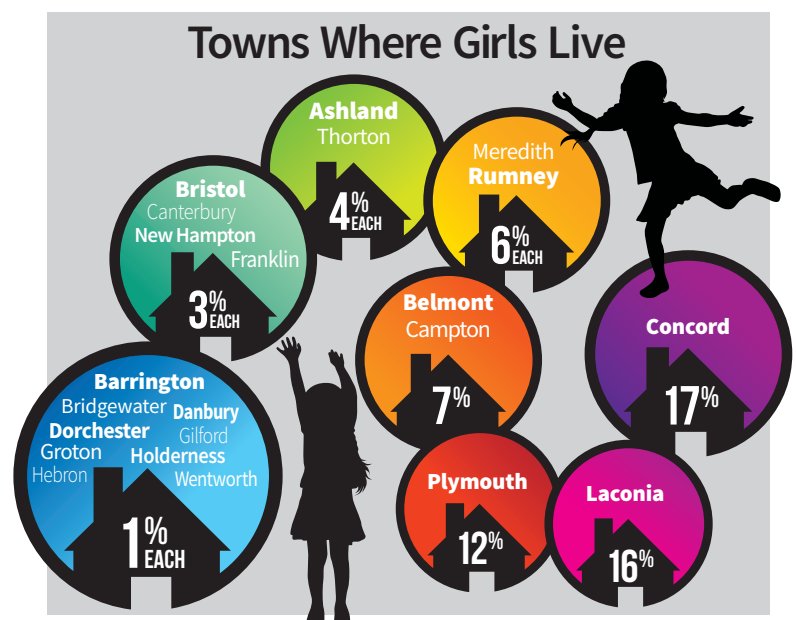 Towns Where Girls Live
Ashland
Thorton
4% EACH
Meredith
Rumney
6% EACH
Bristol
Canterbury
New Hampton
Franklin
3% EACH
Belmont
Campton
7%
Concord
17%
Barrington
Bridgewater Danbury
Dorchester Gilford
Groton Holderness
Hebron Wentworth
1% EACH
Plymouth
12%
Laconia
16%